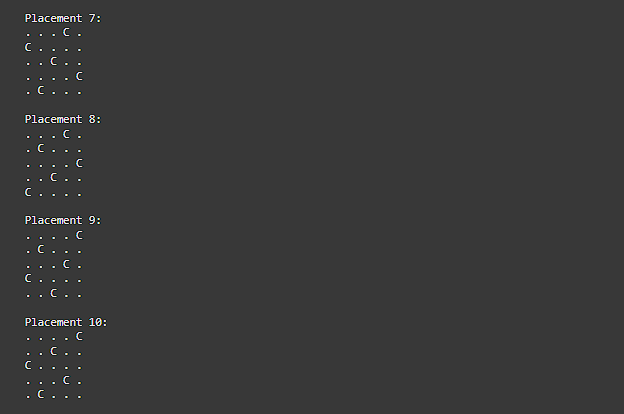 Placement 7:
. . . C .
C . . . .
. . C . .
. . . . C
. C . . .
Placement 8:
. . . C .
. C . . .
. . . . C
. . C . .
C . . . .
Placement 9:
. . . . C
. C . . .
. . . C .
C . . . .
. . C . .
Placement 10:
. . . . C
. . C . .
C . . . .
. . . C .
. C . . .